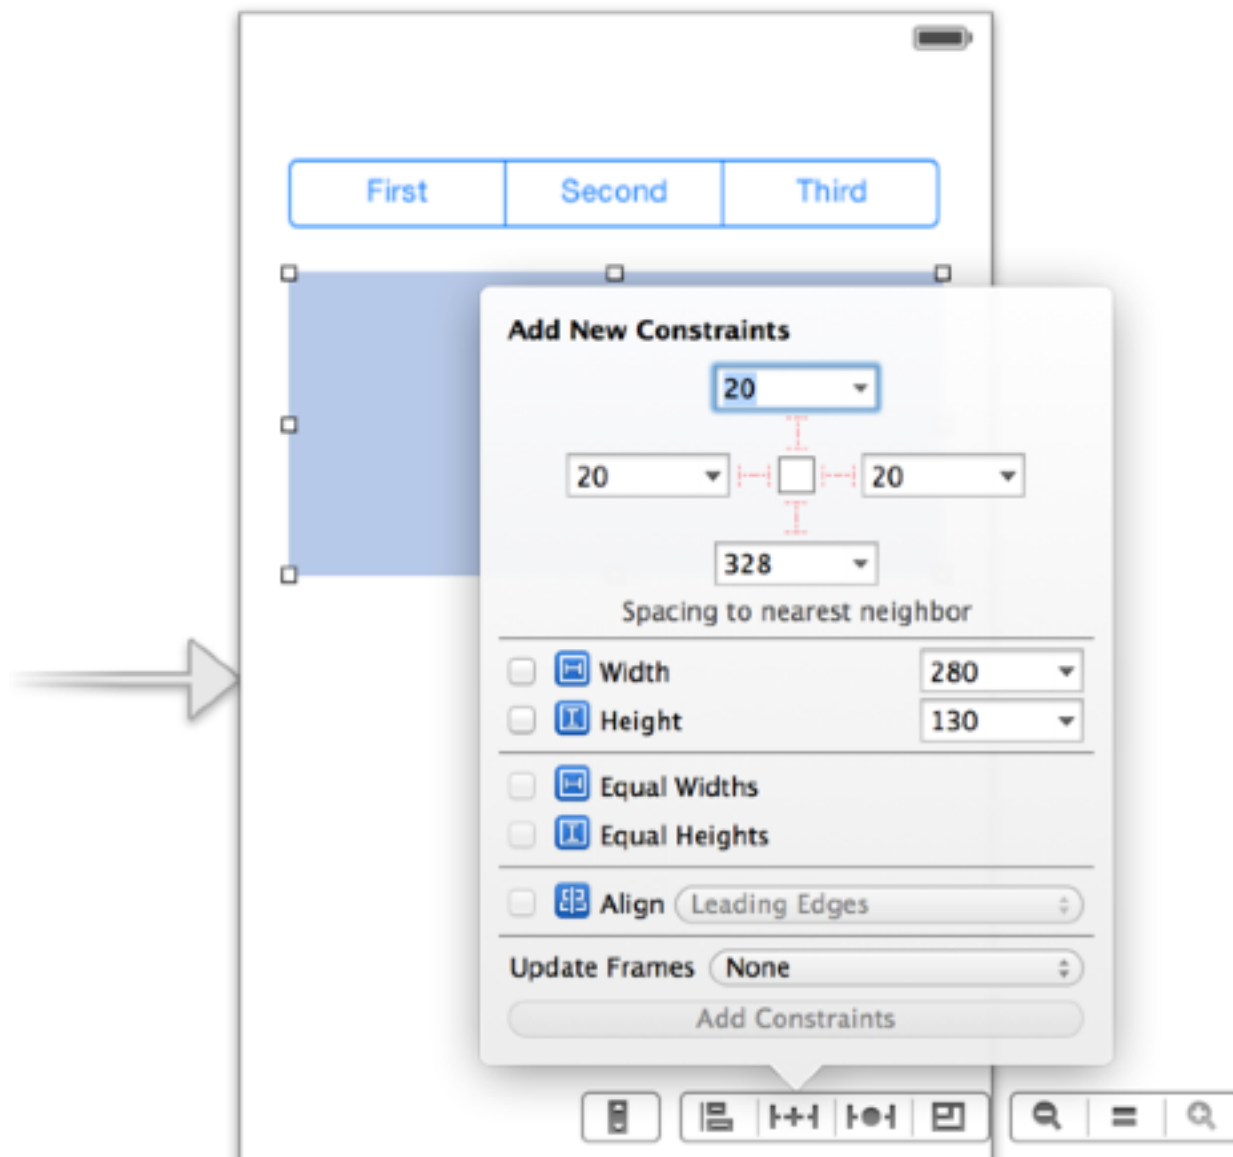 First Second Third
Add New Constraints
20
20 20
328
Spacing to nearest neighbor
Width 280
Height 130
Equal Widths
Equal Heights
Align Leading Edges
Update Frames None
Add Constraints